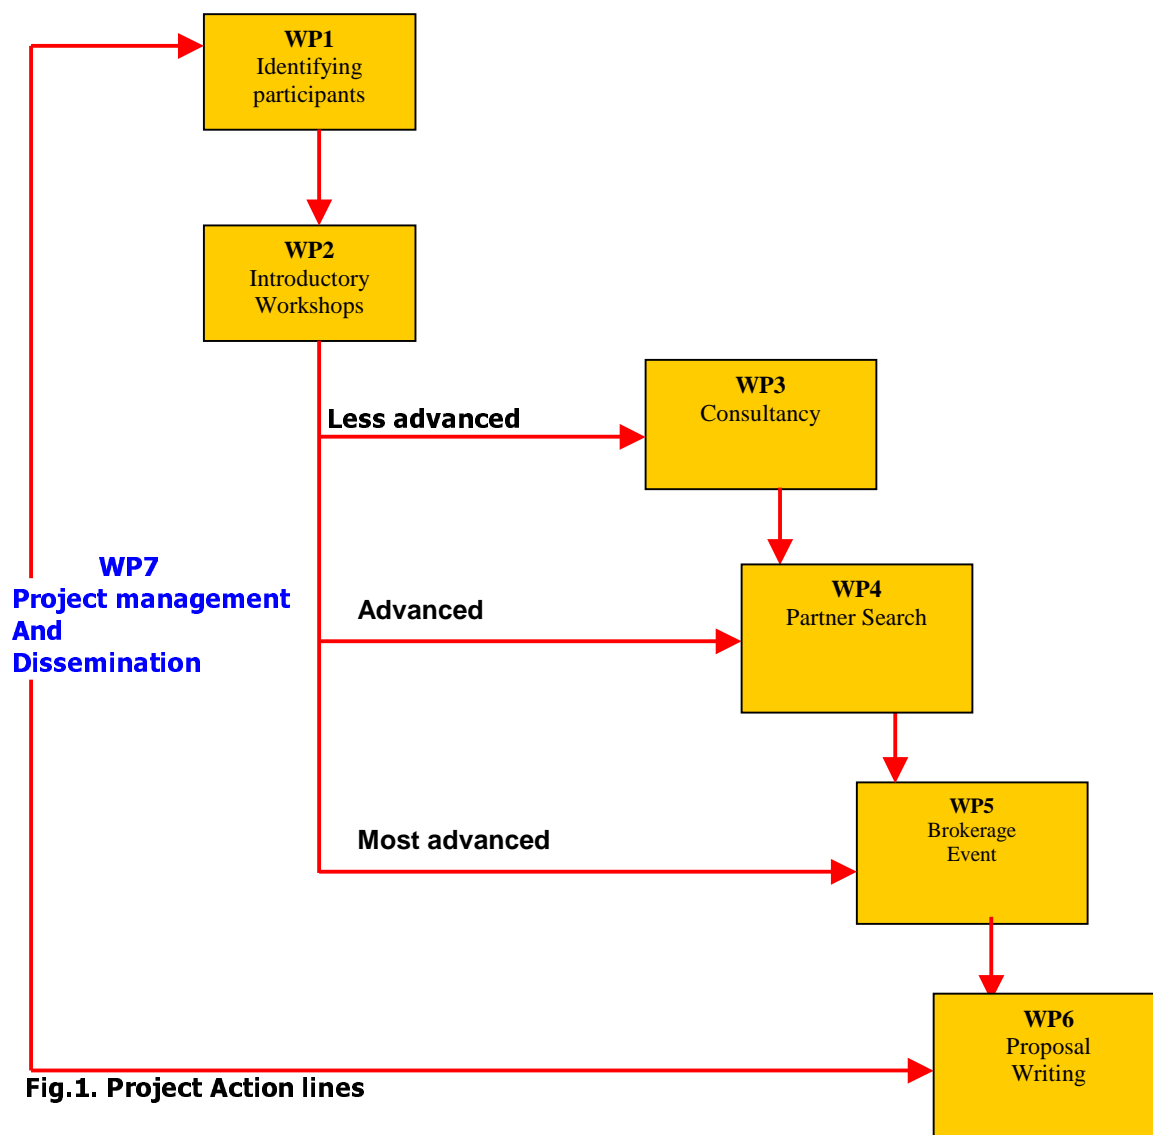 WP1
Identifying
participants
WP2
Introductory
Workshops
WP3
Consultancy
Less advanced
WP7
Project management
And
Dissemination
WP4
Partner Search
Advanced
WP5
Brokerage
Event
Most advanced
WP6
Proposal
Writing
Fig.1. Project Action lines